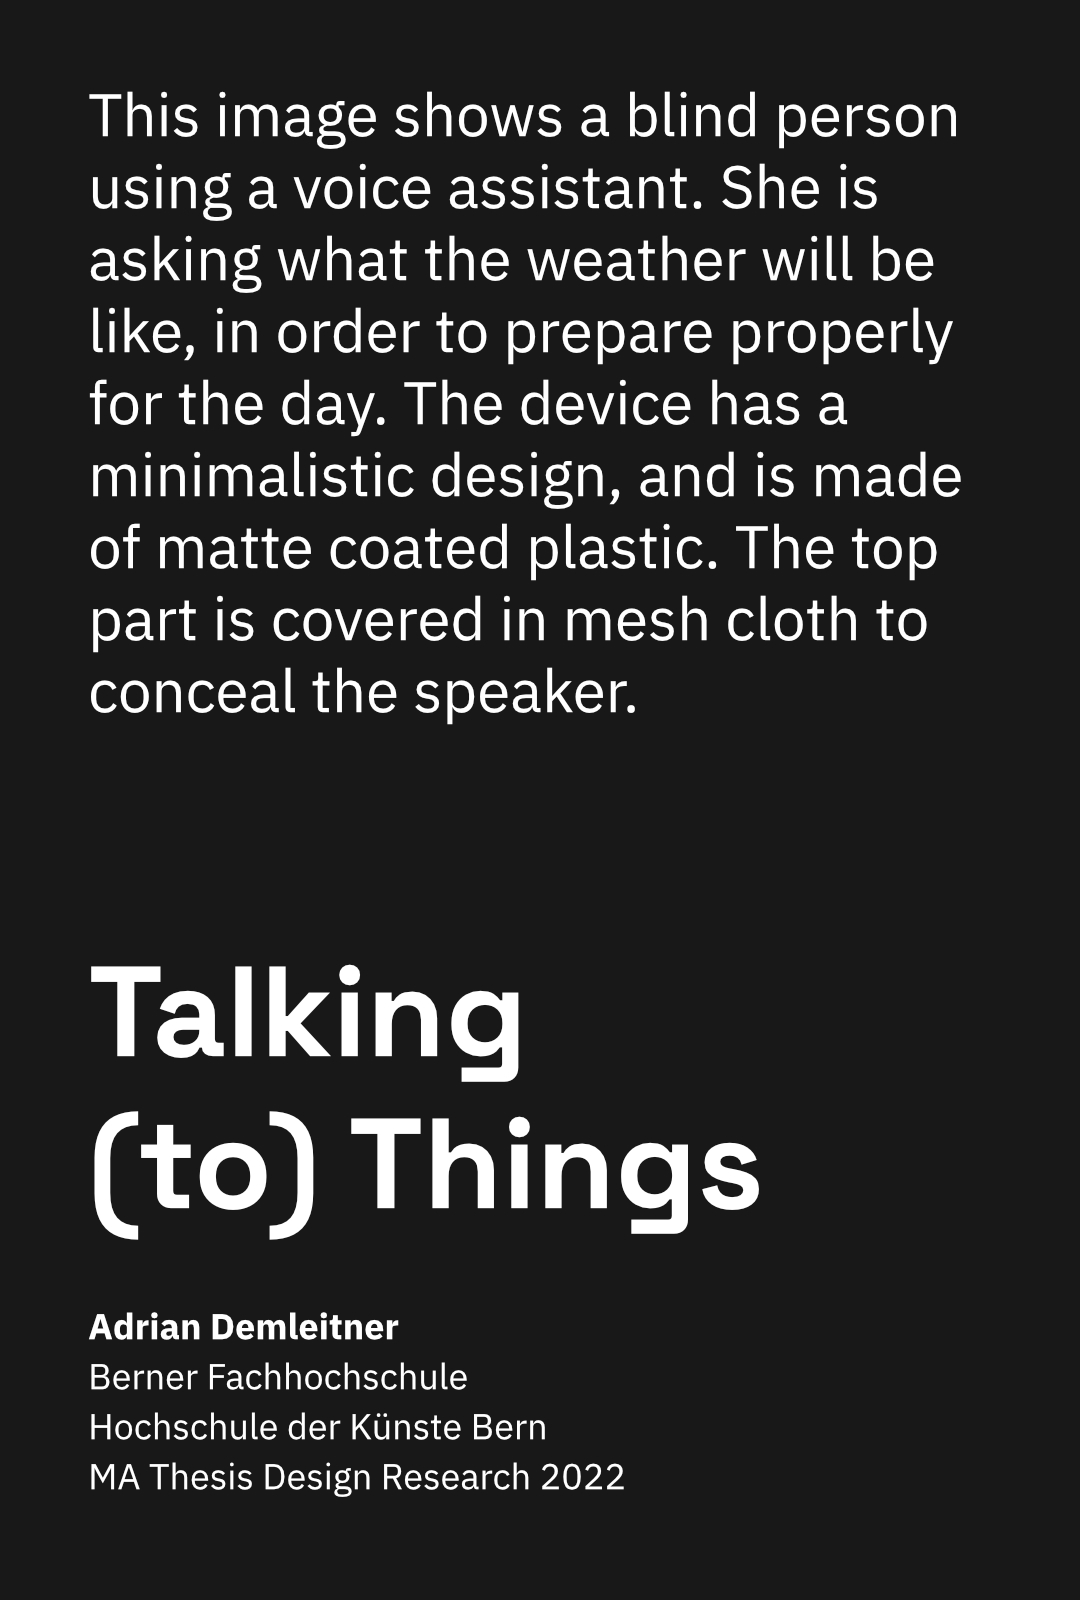 This image shows a blind person
using a voice assistant. She is
asking what the weather will be
like, in order to prepare properly
for the day. The device has a
minimalistic design, and is made
of matte coated plastic. The top
part is covered in mesh cloth to
conceal the speaker.
Talking
(to) Things
Adrian Demleitner
Berner Fachhochschule
Hochschule der Künste Bern
MA Thesis Design Research 2022